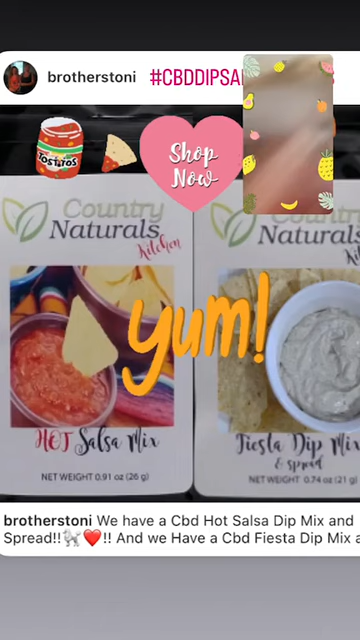 brotherstoni #CBDDIPSA
TOSTITOS
Shop
Now
Country
Naturals
Kitchen
Country
Naturals
Kit
yum!
HOT Salsa Mix
NET WEIGHT 0.91 oz (26 g)
Fiesta Dip Mix
& spread
NET WEIGHT 0.74 oz (21 g)
brotherstoni We have a Cbd Hot Salsa Dip Mix and
Spread!!🐩❤️!! And we Have a Cbd Fiesta Dip Mix a